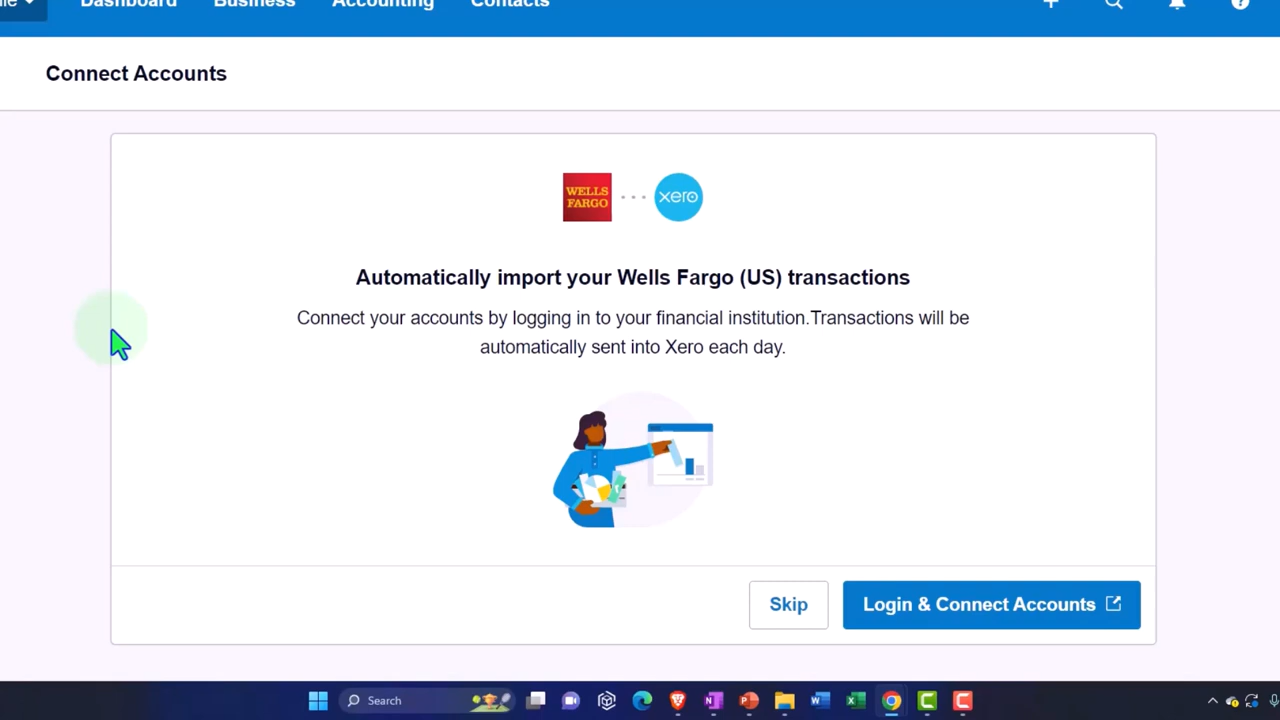 Dashboard Business Accounting Contacts
Connect Accounts
WELLS
FARGO
xero
Automatically import your Wells Fargo (US) transactions
Connect your accounts by logging in to your financial institution.Transactions will be
automatically sent into Xero each day.
Skip
Login & Connect Accounts
Search